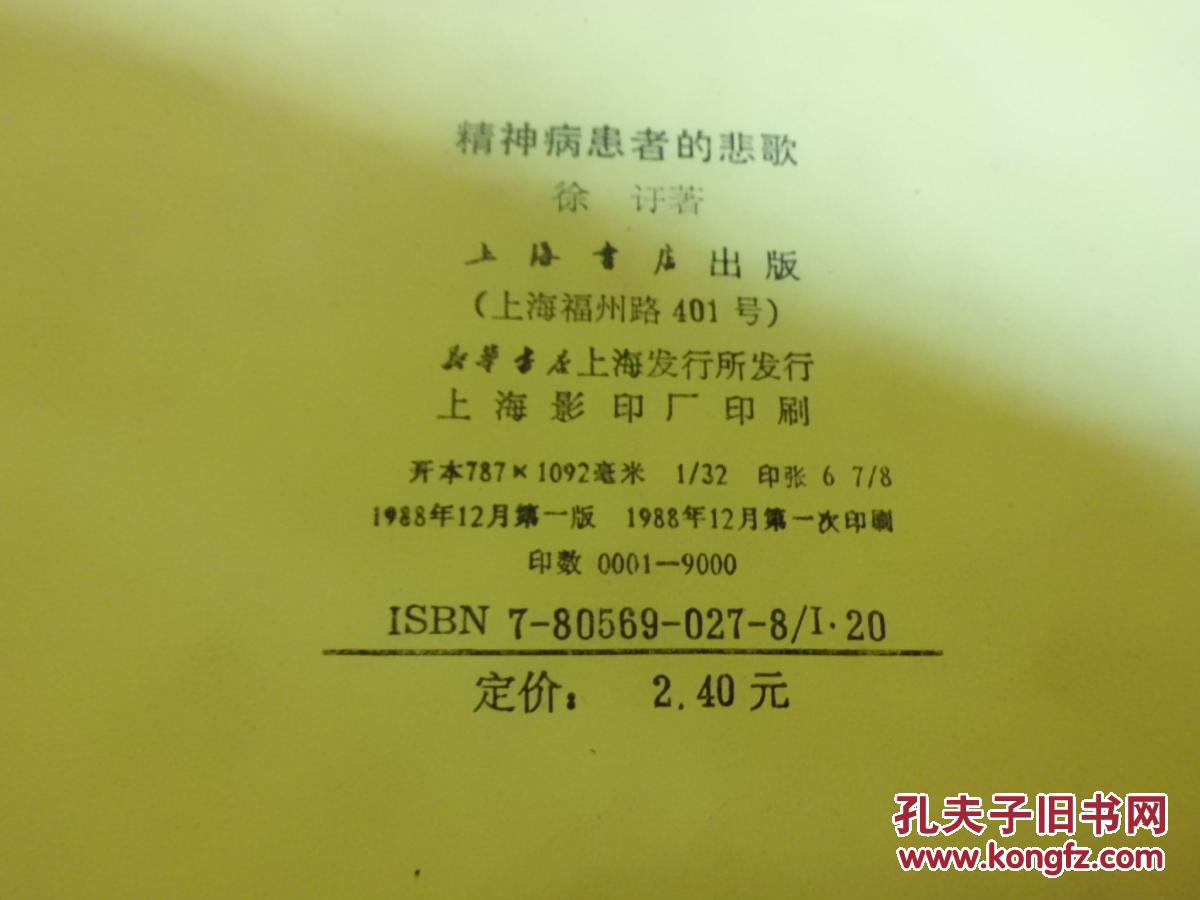 精神病患者的悲歌
徐 訏著
上海书店出版
（上海福州路401号）
新华书店上海发行所发行
上海影印厂印刷
开本787×1092毫米 1/32 印张 6 7/8
1988年12月第一版 1988年12月第一次印刷
印数 0001—9000
ISBN 7-80569-027-8/I·20
定价： 2.40元
孔夫子旧书网
www.kongfz.com